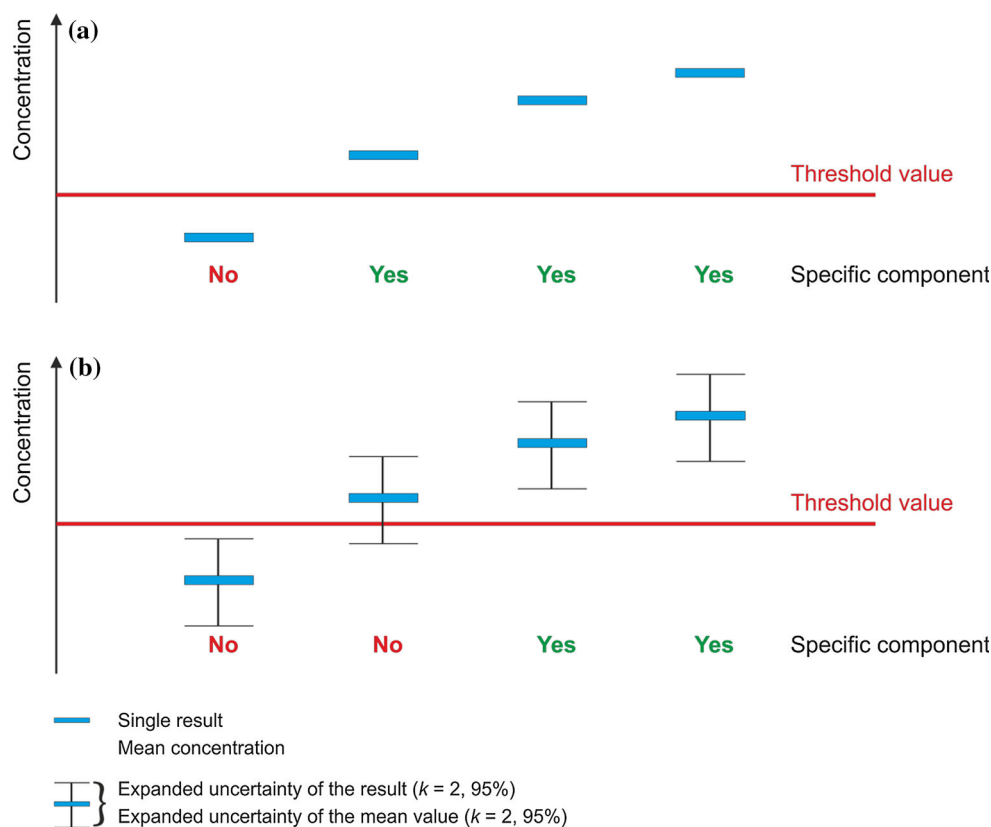 (a)
Concentration
Threshold value
No Yes Yes Yes Specific component
(b)
Concentration
Threshold value
No No Yes Yes Specific component
Single result
Mean concentration
Expanded uncertainty of the result (k = 2, 95%)
Expanded uncertainty of the mean value (k = 2, 95%)